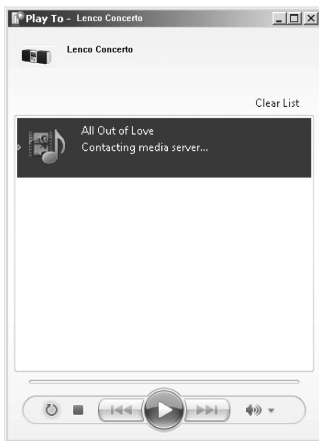 Play To - Lenco Concerto
Lenco Concerto
Clear List
All Out of Love
Contacting media server...